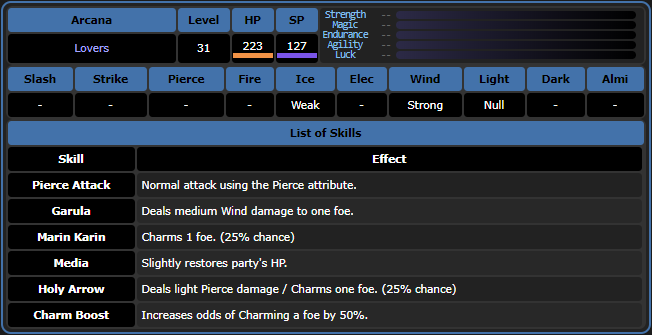 Arcana Level HP SP
Lovers 31 223 127
Strength --
Magic --
Endurance --
Agility --
Luck --
Slash Strike Pierce Fire Ice Elec Wind Light Dark Almi
- - - - Weak - Strong Null - -
List of Skills
Skill Effect
Pierce Attack Normal attack using the Pierce attribute.
Garula Deals medium Wind damage to one foe.
Marin Karin Charms 1 foe. (25% chance)
Media Slightly restores party's HP.
Holy Arrow Deals light Pierce damage / Charms one foe. (25% chance)
Charm Boost Increases odds of Charming a foe by 50%.